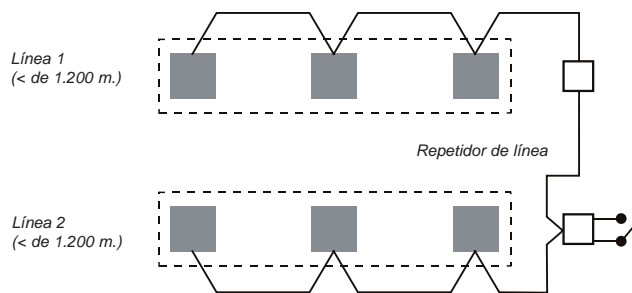 Línea 1
(< de 1.200 m.)
Repetidor de línea
Línea 2
(< de 1.200 m.)